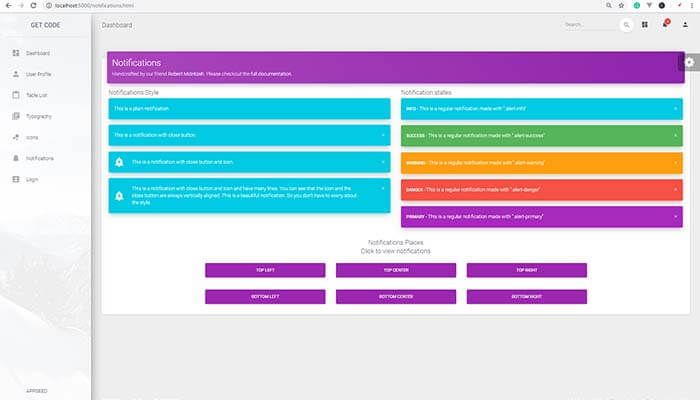 localhost:5000/notifications.html
GET CODE
Dashboard
User Profile
Table List
Typography
Icons
Notifications
Login
APPSEED
Dashboard
Search...
Notifications
Handcrafted by our friend Robert McIntosh. Please checkout the full documentation.
Notifications Style
This is a plain notification
This is a notification with close button.
This is a notification with close button and icon.
This is a notification with close button and icon and have many lines. You can see that the icon and the
close button are always vertically aligned. This is a beautiful notification. So you don't have to worry about
the style.
Notification states
INFO - This is a regular notification made with ".alert-info"
SUCCESS - This is a regular notification made with ".alert-success"
WARNING - This is a regular notification made with ".alert-warning"
DANGER - This is a regular notification made with ".alert-danger"
PRIMARY - This is a regular notification made with ".alert-primary"
Notifications Places
Click to view notifications
TOP LEFT
TOP CENTER
TOP RIGHT
BOTTOM LEFT
BOTTOM CENTER
BOTTOM RIGHT